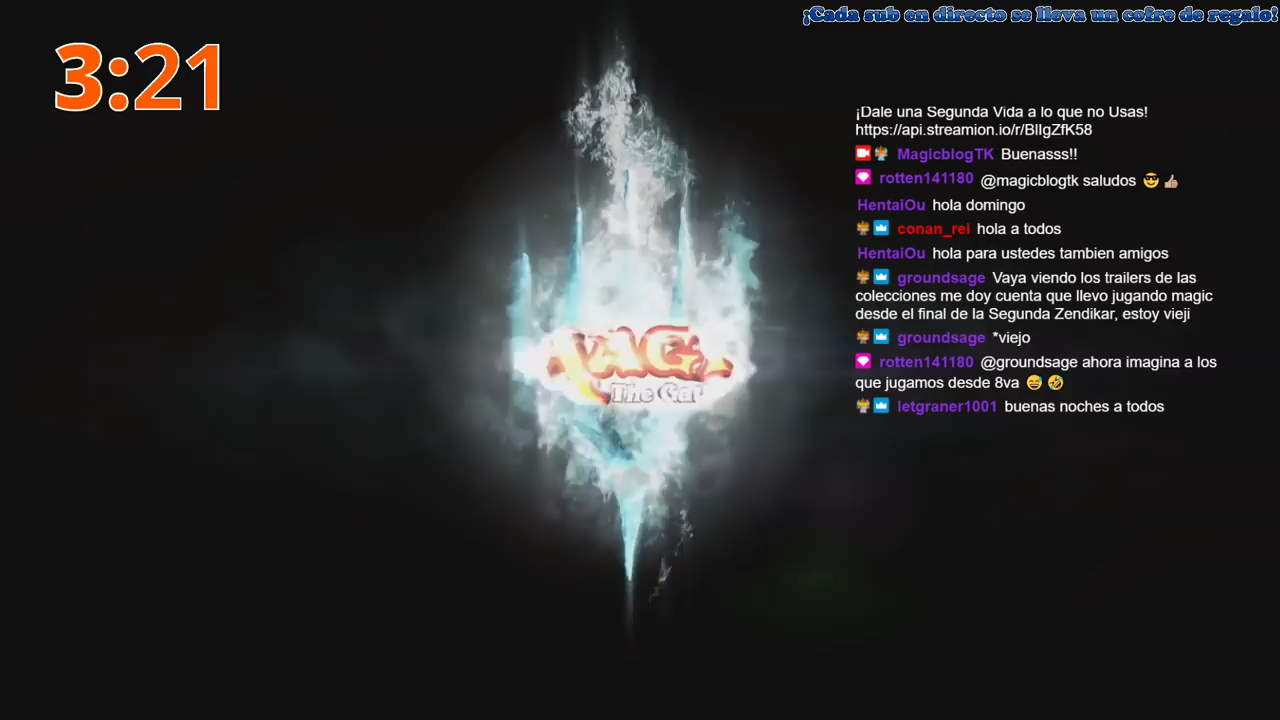 ¡Cada sub en directo se lleva un cofre de regalo!
3:21
¡Dale una Segunda Vida a lo que no Usas!
https://api.streamion.io/r/BlIgZfK58
MagicblogTK Buenasss!!
rotten141180 @magicblogtk saludos 😎 👍🏼
HentaiOu hola domingo
conan_rei hola a todos
HentaiOu hola para ustedes tambien amigos
groundsage Vaya viendo los trailers de las
colecciones me doy cuenta que llevo jugando magic
desde el final de la Segunda Zendikar, estoy vieji
groundsage *viejo
rotten141180 @groundsage ahora imagina a los
que jugamos desde 8va 😄 🤣
letgraner1001 buenas noches a todos
The Gat